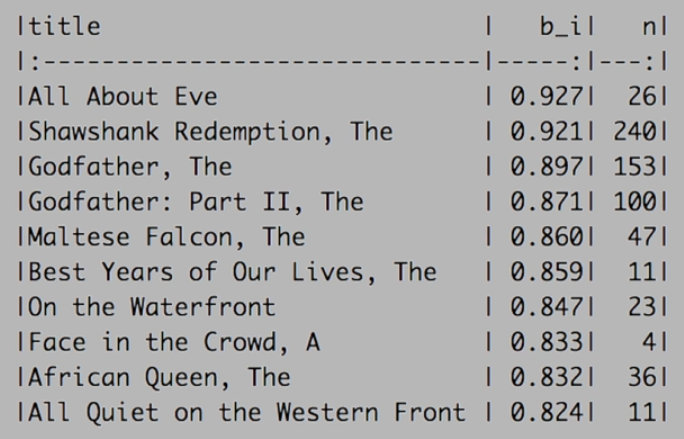 |title                          |   b_i|   n|
|:------------------------------|-----:|---:|
|All About Eve                  | 0.927|  26|
|Shawshank Redemption, The      | 0.921| 240|
|Godfather, The                 | 0.897| 153|
|Godfather: Part II, The        | 0.871| 100|
|Maltese Falcon, The            | 0.860|  47|
|Best Years of Our Lives, The   | 0.859|  11|
|On the Waterfront              | 0.847|  23|
|Face in the Crowd, A           | 0.833|   4|
|African Queen, The             | 0.832|  36|
|All Quiet on the Western Front | 0.824|  11|